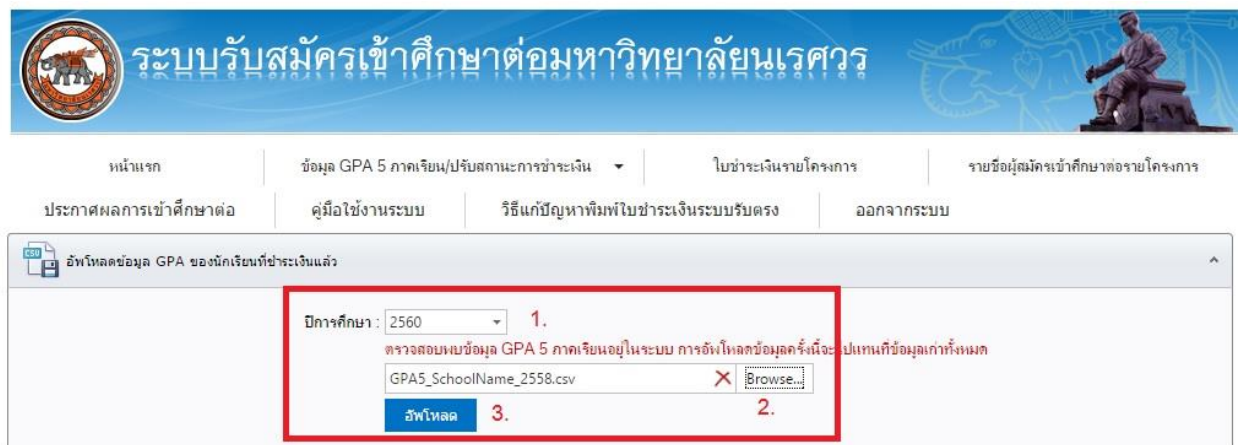 ระบบรับสมัครเข้าศึกษาต่อมหาวิทยาลัยนเรศวร
หน้าแรก ข้อมูล GPA 5 ภาคเรียน/ปรับสถานะการชำระเงิน ใบชำระเงินรายโครงการ รายชื่อผู้สมัครเข้าศึกษาต่อรายโครงการ
ประกาศผลการเข้าศึกษาต่อ คู่มือใช้งานระบบ วิธีแก้ปัญหาพิมพ์ใบชำระเงินระบบรับตรง ออกจากระบบ
CSV อัพโหลดข้อมูล GPA ของนักเรียนที่ชำระเงินแล้ว
ปีการศึกษา : 2560 1.
ตรวจสอบพบข้อมูล GPA 5 ภาคเรียนอยู่ในระบบ การอัพโหลดข้อมูลครั้งนี้จะไปแทนที่ข้อมูลเก่าทั้งหมด
GPA5_SchoolName_2558.csv Browse...
อัพโหลด 3. 2.